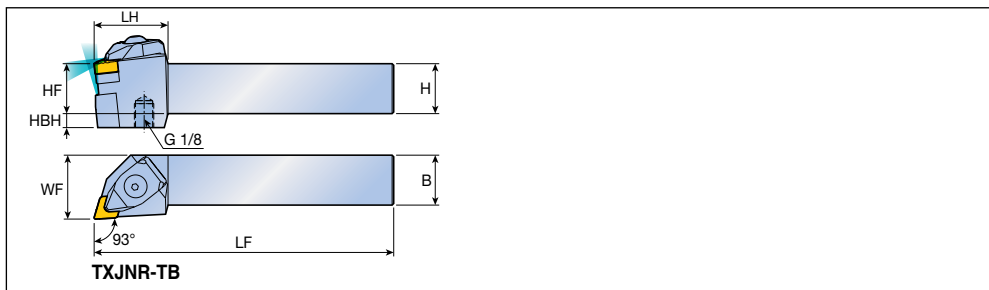 LH
HF
H
HBH
G 1/8
WF
B
93°
LF
TXJNR-TB